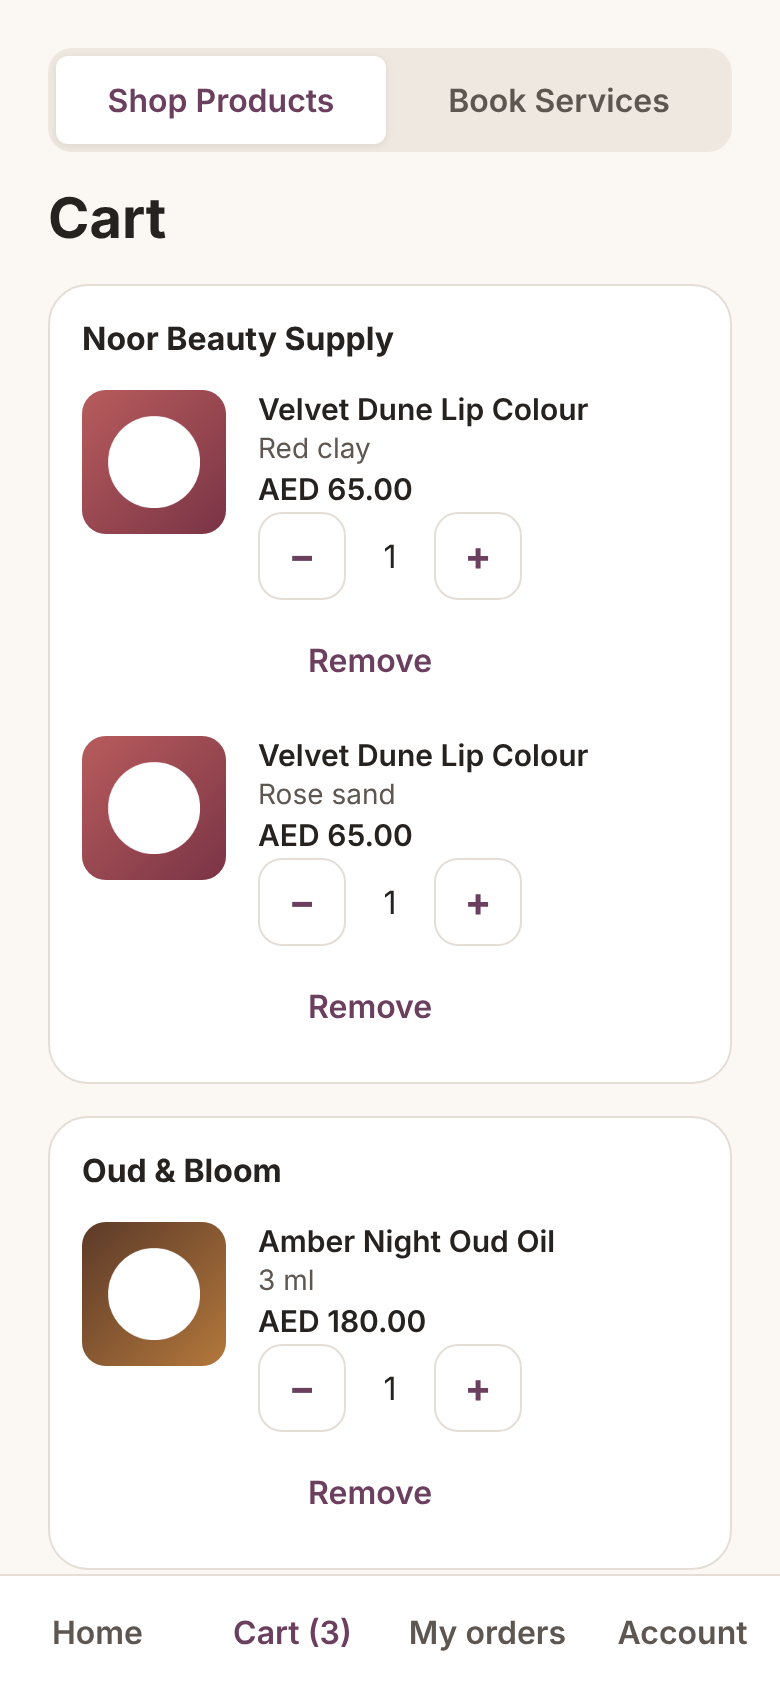 Shop Products
Book Services
Cart
Noor Beauty Supply
Velvet Dune Lip Colour
Red clay
AED 65.00
− 1 +
Remove
Velvet Dune Lip Colour
Rose sand
AED 65.00
− 1 +
Remove
Oud & Bloom
Amber Night Oud Oil
3 ml
AED 180.00
− 1 +
Remove
Home
Cart (3)
My orders
Account